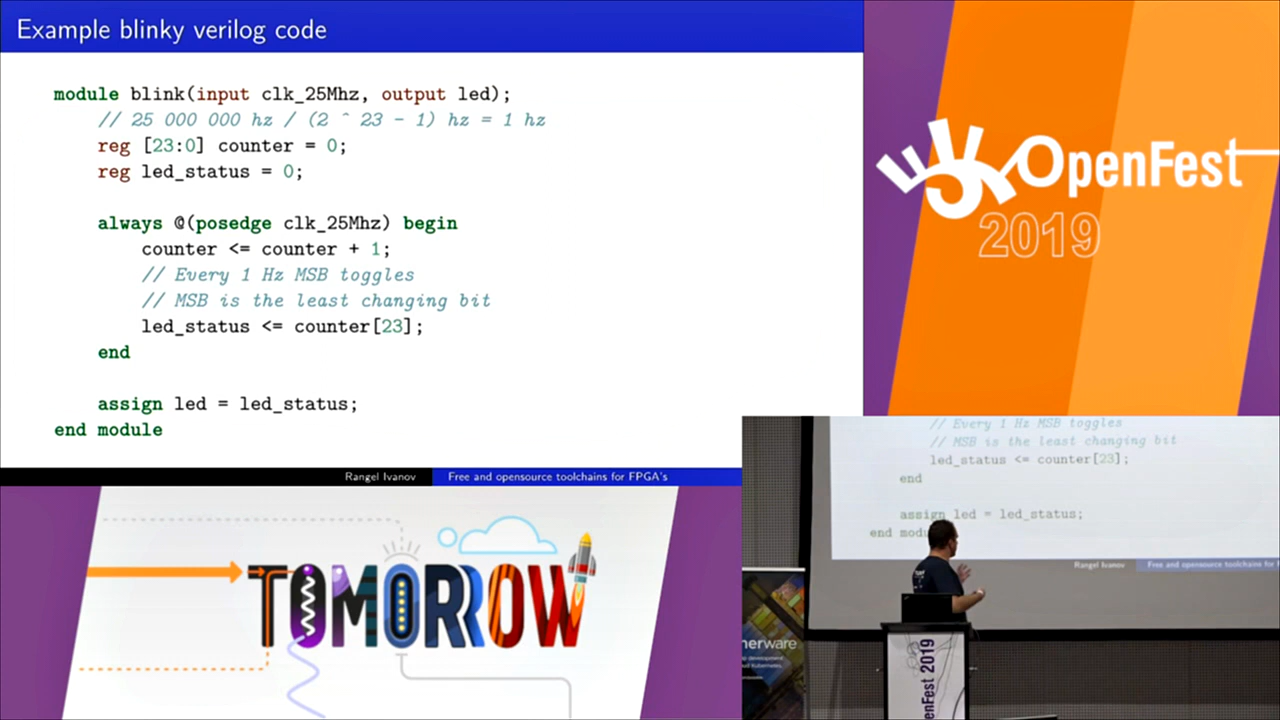 Example blinky verilog code
module blink(input clk_25Mhz, output led);
// 25 000 000 hz / (2 ^ 23 - 1) hz = 1 hz
reg [23:0] counter = 0;
reg led_status = 0;
always @(posedge clk_25Mhz) begin
counter <= counter + 1;
// Every 1 Hz MSB toggles
// MSB is the least changing bit
led_status <= counter[23];
end
assign led = led_status;
end module
Rangel Ivanov
Free and opensource toolchains for FPGA's
OpenFest
2019
TOMORROW
// Every 1 Hz MSB toggles
// MSB is the least changing bit
led_status <= counter[23];
end
assign led = led_status;
end modu
Rangel Ivanov
Free and opensource toolchains for
nerware
enFest 2019